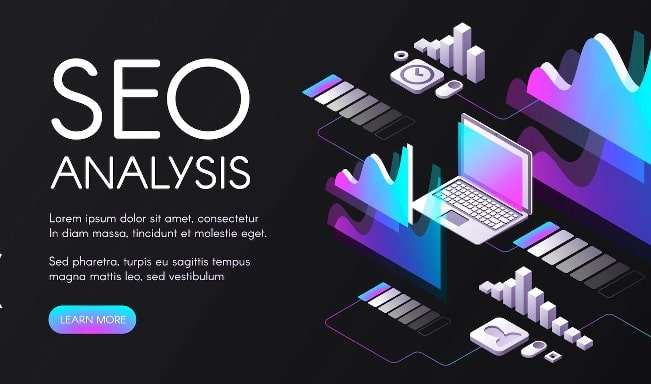 SEO
ANALYSIS
Lorem ipsum dolor sit amet, consectetur
In diam massa, tincidunt et molestie eget.
Sed pharetra, turpis eu sagittis tempus
magna mattis leo, sed vestibulum
LEARN MORE